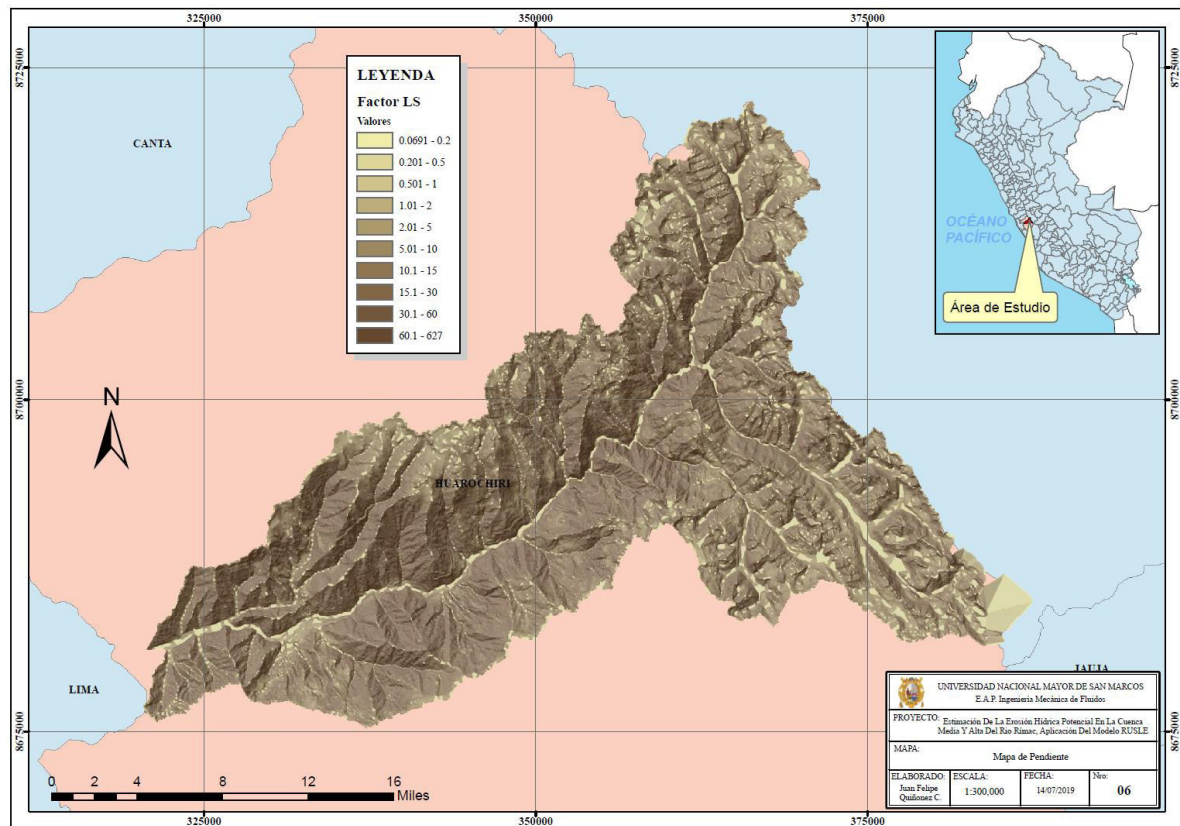 325000
350000
375000
8725000
8725000
LEYENDA
Factor LS
Valores
0.0691 - 0.2
0.201 - 0.5
0.501 - 1
1.01 - 2
2.01 - 5
5.01 - 10
10.1 - 15
15.1 - 30
30.1 - 60
60.1 - 627
CANTA
OCÉANO
PACÍFICO
Área de Estudio
8700000
8700000
N
HUAROCHIRI
LIMA
JAUJA
8675000
8675000
0 2 4 8 12 16
Miles
UNIVERSIDAD NACIONAL MAYOR DE SAN MARCOS
E.A.P. Ingeniería Mecánica de Fluidos
PROYECTO: Estimación De La Erosión Hídrica Potencial En La Cuenca
Media Y Alta Del Rio Rimac, Aplicación Del Modelo RUSLE
MAPA:
Mapa de Pendiente
ELABORADO:
Juan Felipe
Quiñonez C.
ESCALA:
1:300,000
FECHA:
14/07/2019
Nro:
06
325000
350000
375000